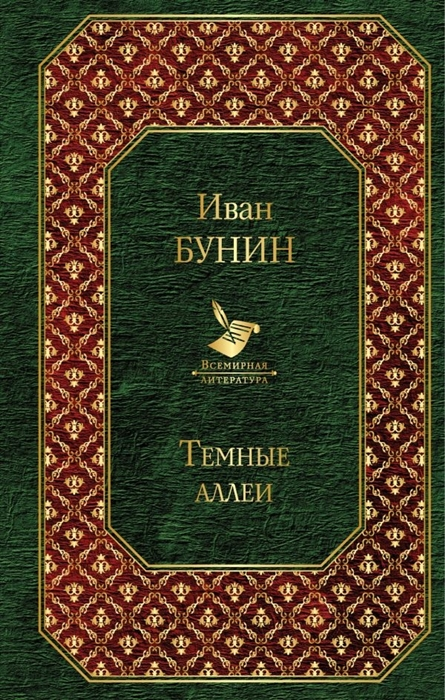 Иван
БУНИН
Всемирная
литература
Темные
аллеи